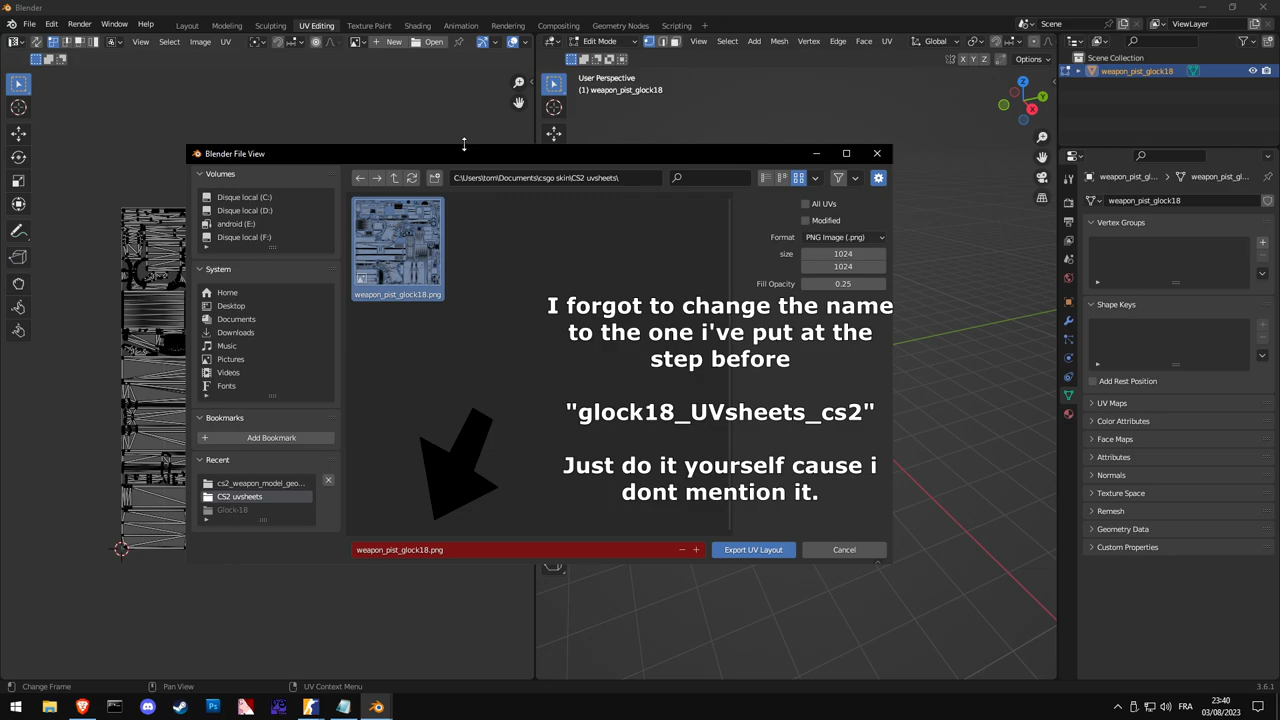 Blender
File Edit Render Window Help Layout Modeling Sculpting UV Editing Texture Paint Shading Animation Rendering Compositing Geometry Nodes Scripting + Scene ViewLayer
View Select Image UV New Open Edit Mode View Select Add Mesh Vertex Edge Face UV Global
X Y Z Options
User Perspective
(1) weapon_pist_glock18
Scene Collection
weapon_pist_glock18
Blender File View
Volumes
C:\Users\tom\Documents\csgo skin\CS2 uvsheets\
Disque local (C:)
Disque local (D:)
android (E:)
Disque local (F:)
System
Home
Desktop
Documents
Downloads
Music
Pictures
Videos
Fonts
Bookmarks
Add Bookmark
Recent
cs2_weapon_model_geo...
CS2 uvsheets
Glock-18
weapon_pist_glock18.png
All UVs
Modified
Format PNG Image (.png)
size 1024
1024
Fill Opacity 0.25
I forgot to change the name
to the one i've put at the
step before
"glock18_UVsheets_cs2"
Just do it yourself cause i
dont mention it.
weapon_pist_glock18.png
Export UV Layout
Cancel
weapon_pist_gl... weapon_pist_gl...
weapon_pist_glock18
Vertex Groups
Shape Keys
Add Rest Position
UV Maps
Color Attributes
Face Maps
Attributes
Normals
Texture Space
Remesh
Geometry Data
Custom Properties
Change Frame Pan View UV Context Menu 3.6.1
FRA
23:40
03/08/2023